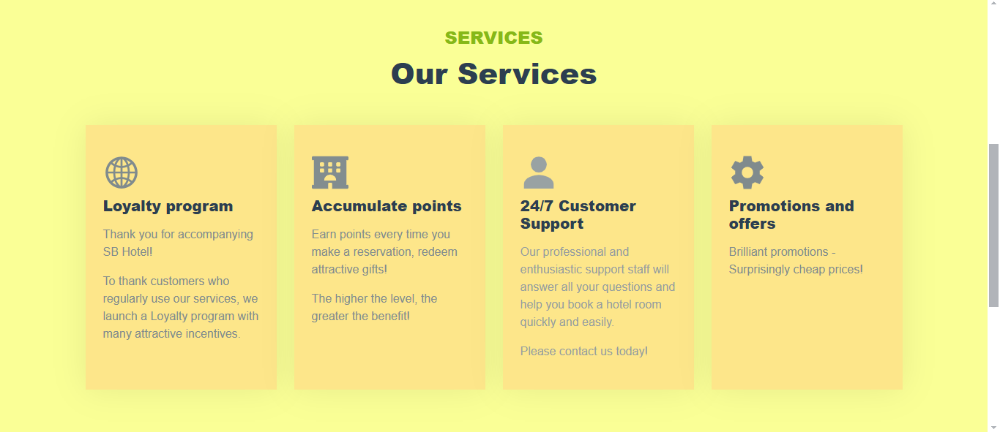 SERVICES
Our Services
Loyalty program
Thank you for accompanying
SB Hotel!
To thank customers who
regularly use our services, we
launch a Loyalty program with
many attractive incentives.
Accumulate points
Earn points every time you
make a reservation, redeem
attractive gifts!
The higher the level, the
greater the benefit!
24/7 Customer
Support
Our professional and
enthusiastic support staff will
answer all your questions and
help you book a hotel room
quickly and easily.
Please contact us today!
Promotions and
offers
Brilliant promotions -
Surprisingly cheap prices!